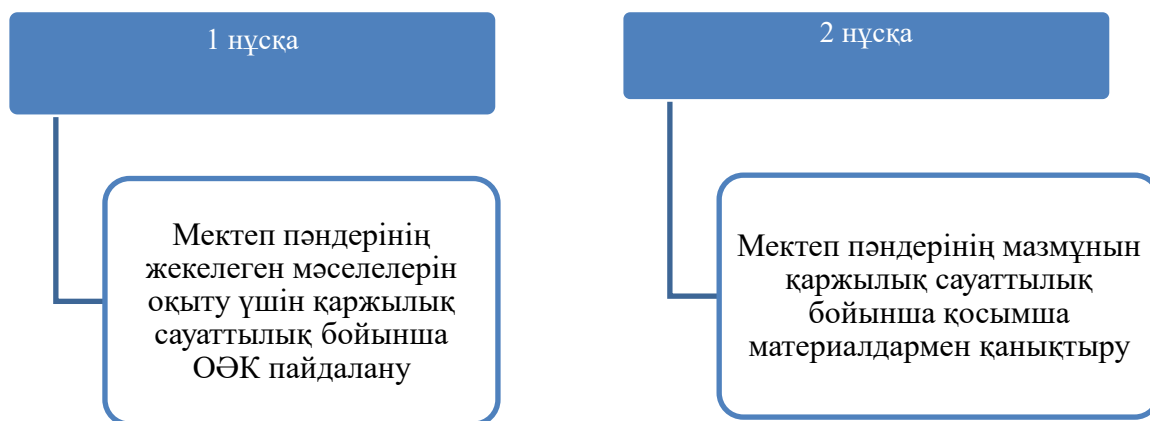 1 нұсқа
Мектеп пәндерінің
жекелеген мәселелерін
оқыту үшін қаржылық
сауаттылық бойынша
ОӘК пайдалану
2 нұсқа
Мектеп пәндерінің мазмұнын
қаржылық сауаттылық
бойынша қосымша
материалдармен қанықтыру